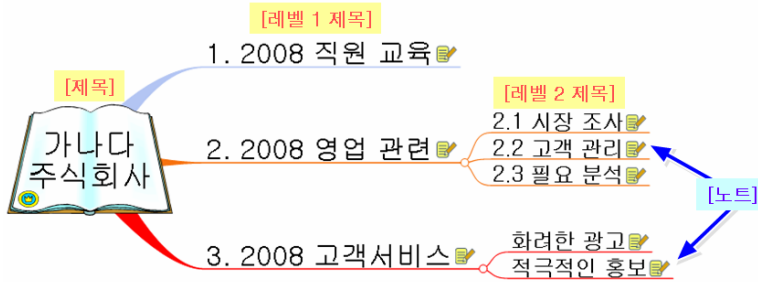 [레벨 1 제목]
1. 2008 직원 교육
[제목]
가나다
주식회사
[레벨 2 제목]
2. 2008 영업 관련
2.1 시장 조사
2.2 고객 관리
2.3 필요 분석
[노트]
3. 2008 고객서비스
화려한 광고
적극적인 홍보